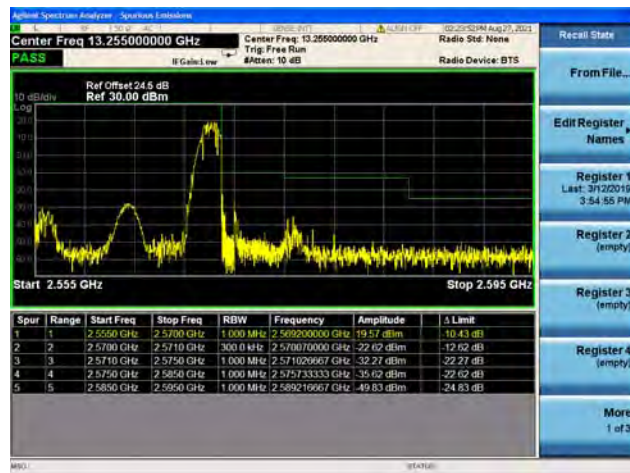 Agilent Spectrum Analyzer - Spurious Emissions
02:23:52 PM Aug 27, 2021
Center Freq 13.255000000 GHz
Center Freq: 13.255000000 GHz
Radio Std: None
Trig: Free Run
PASS
IFGain:Low
#Atten: 10 dB
Radio Device: BTS
Ref Offset 24.5 dB
10 dB/div
Ref 30.00 dBm
Log
Start 2.555 GHz
Stop 2.595 GHz
Spur Range Start Freq Stop Freq RBW Frequency Amplitude Δ Limit
1 1 2.5550 GHz 2.5700 GHz 1.000 MHz 2.569200000 GHz 19.57 dBm -10.43 dB
2 2 2.5700 GHz 2.5710 GHz 300.0 kHz 2.570070000 GHz -22.62 dBm -12.62 dB
3 3 2.5710 GHz 2.5750 GHz 1.000 MHz 2.571026667 GHz -32.27 dBm -22.27 dB
4 4 2.5750 GHz 2.5850 GHz 1.000 MHz 2.575733333 GHz -35.62 dBm -22.62 dB
5 5 2.5850 GHz 2.5950 GHz 1.000 MHz 2.589216667 GHz -49.83 dBm -24.83 dB
MSG
STATUS
Recall State
From File...
Edit Register
Names
Register 1
Last: 3/12/2019
3:54:55 PM
Register 2
(empty)
Register 3
(empty)
Register 4
(empty)
More
1 of 3